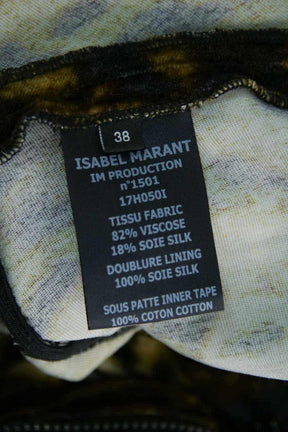 38
ISABEL MARANT
IM PRODUCTION
n°1501
17H050I
TISSU FABRIC
82% VISCOSE
18% SOIE SILK
DOUBLURE LINING
100% SOIE SILK
SOUS PATTE INNER TAPE
100% COTON COTTON